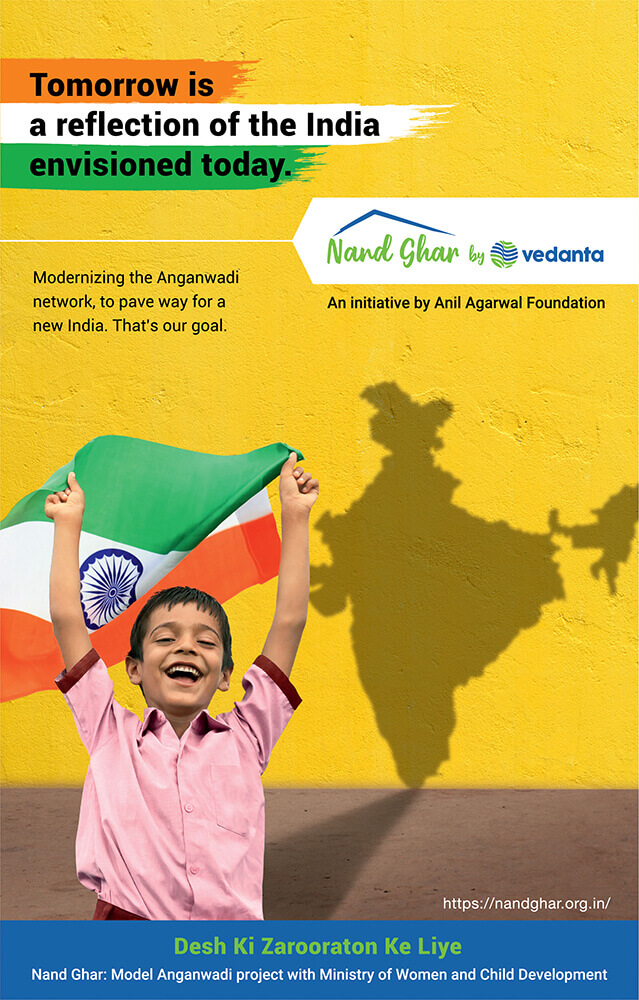 Tomorrow is
a reflection of the India
envisioned today.
Nand Ghar by vedanta
An initiative by Anil Agarwal Foundation
Modernizing the Anganwadi
network, to pave way for a
new India. That's our goal.
https://nandghar.org.in/
Desh Ki Zarooraton Ke Liye
Nand Ghar: Model Anganwadi project with Ministry of Women and Child Development